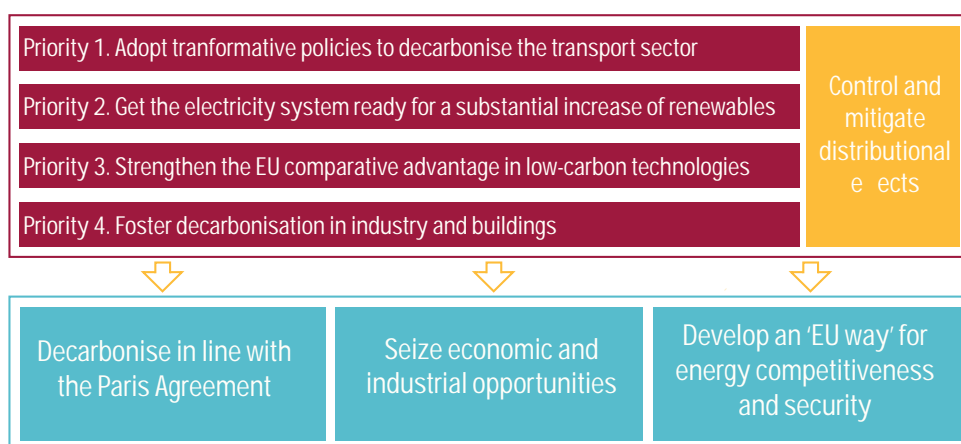 Priority 1. Adopt tranformative policies to decarbonise the transport sector
Priority 2. Get the electricity system ready for a substantial increase of renewables
Priority 3. Strengthen the EU comparative advantage in low-carbon technologies
Priority 4. Foster decarbonisation in industry and buildings
Control and
mitigate
distributional
e ects
Decarbonise in line with
the Paris Agreement
Seize economic and
industrial opportunities
Develop an ‘EU way’ for
energy competitiveness
and security